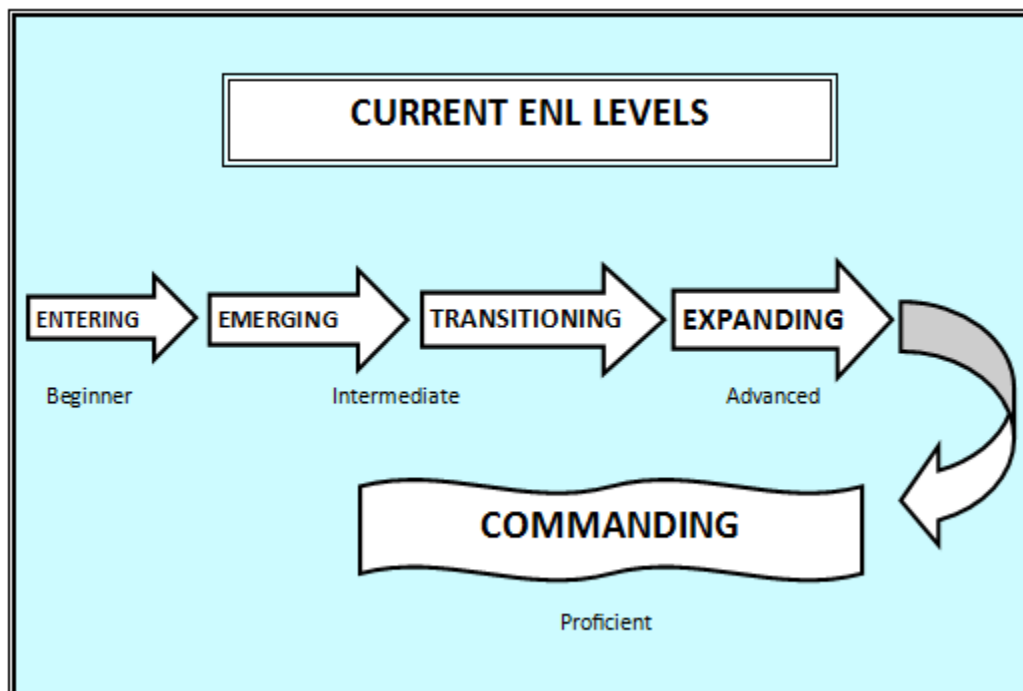 CURRENT ENL LEVELS
ENTERING
EMERGING
TRANSITIONING
EXPANDING
Beginner
Intermediate
Advanced
COMMANDING
Proficient